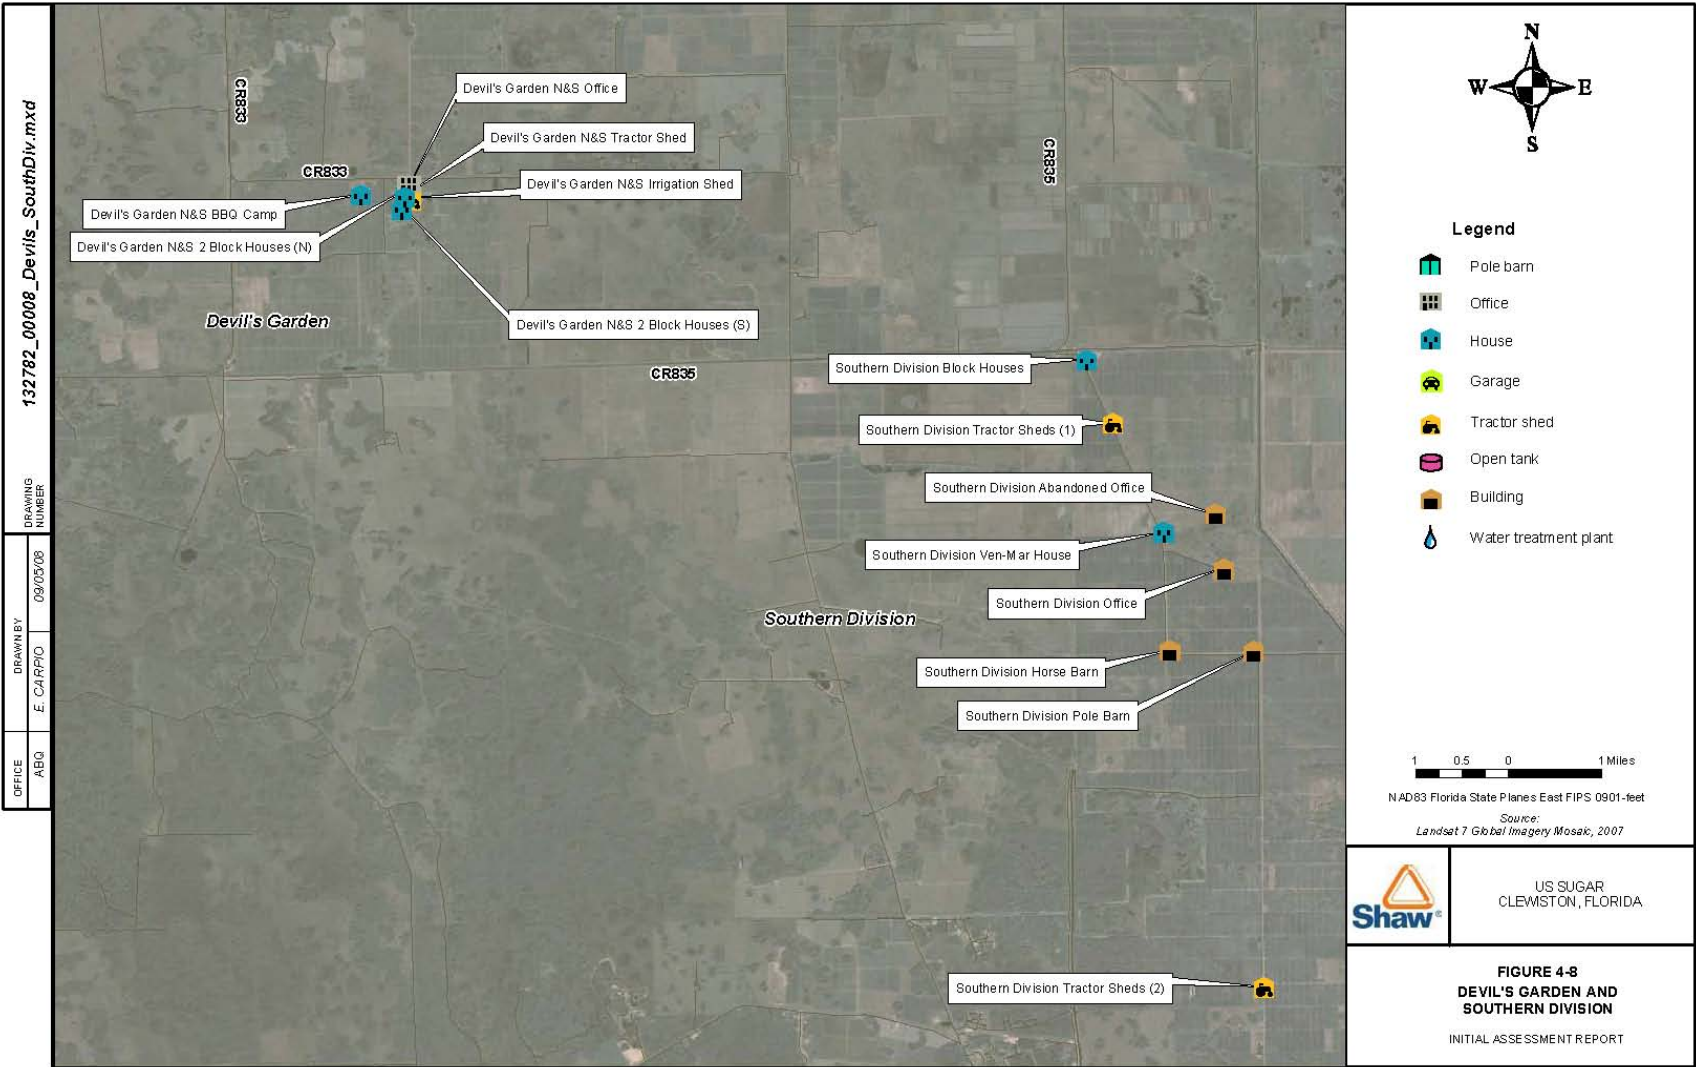 132782_00008_Devils_SouthDiv.mxd
DRAWING
NUMBER
DRAWN BY
09/05/08
E. CARPIO
OFFICE
ABQ
CR833
CR833
CR835
CR835
Devil's Garden N&S Office
Devil's Garden N&S Tractor Shed
Devil's Garden N&S Irrigation Shed
Devil's Garden N&S BBQ Camp
Devil's Garden N&S 2 Block Houses (N)
Devil's Garden
Devil's Garden N&S 2 Block Houses (S)
Southern Division Block Houses
Southern Division Tractor Sheds (1)
Southern Division Abandoned Office
Southern Division Ven-Mar House
Southern Division Office
Southern Division
Southern Division Horse Barn
Southern Division Pole Barn
Southern Division Tractor Sheds (2)
N
W
E
S
Legend
Pole barn
Office
House
Garage
Tractor shed
Open tank
Building
Water treatment plant
1 0.5 0 1 Miles
NAD83 Florida State Planes East FIPS 0901-feet
Source:
Landsat 7 Global Imagery Mosaic, 2007
Shaw®
US SUGAR
CLEWISTON, FLORIDA
FIGURE 4-8
DEVIL'S GARDEN AND
SOUTHERN DIVISION
INITIAL ASSESSMENT REPORT